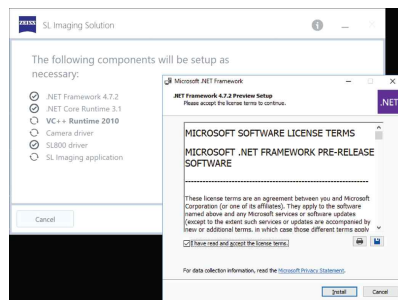 ZEISS
SL Imaging Solution
The following components will be setup as
necessary:
.NET Framework 4.7.2
.NET Core Runtime 3.1
VC++ Runtime 2010
Camera driver
SL800 driver
SL Imaging application
Cancel
Microsoft .NET Framework
.NET Framework 4.7.2 Preview Setup
Please accept the license terms to continue.
.NET
MICROSOFT SOFTWARE LICENSE TERMS
MICROSOFT .NET FRAMEWORK PRE-RELEASE
SOFTWARE
These license terms are an agreement between you and Microsoft
Corporation (or one of its affiliates). They apply to the software
named above and any Microsoft services or software updates
(except to the extent such services or updates are accompanied by
new or additional terms, in which case those different terms apply
I have read and accept the license terms.
For data collection information, read the Microsoft Privacy Statement.
Install
Cancel